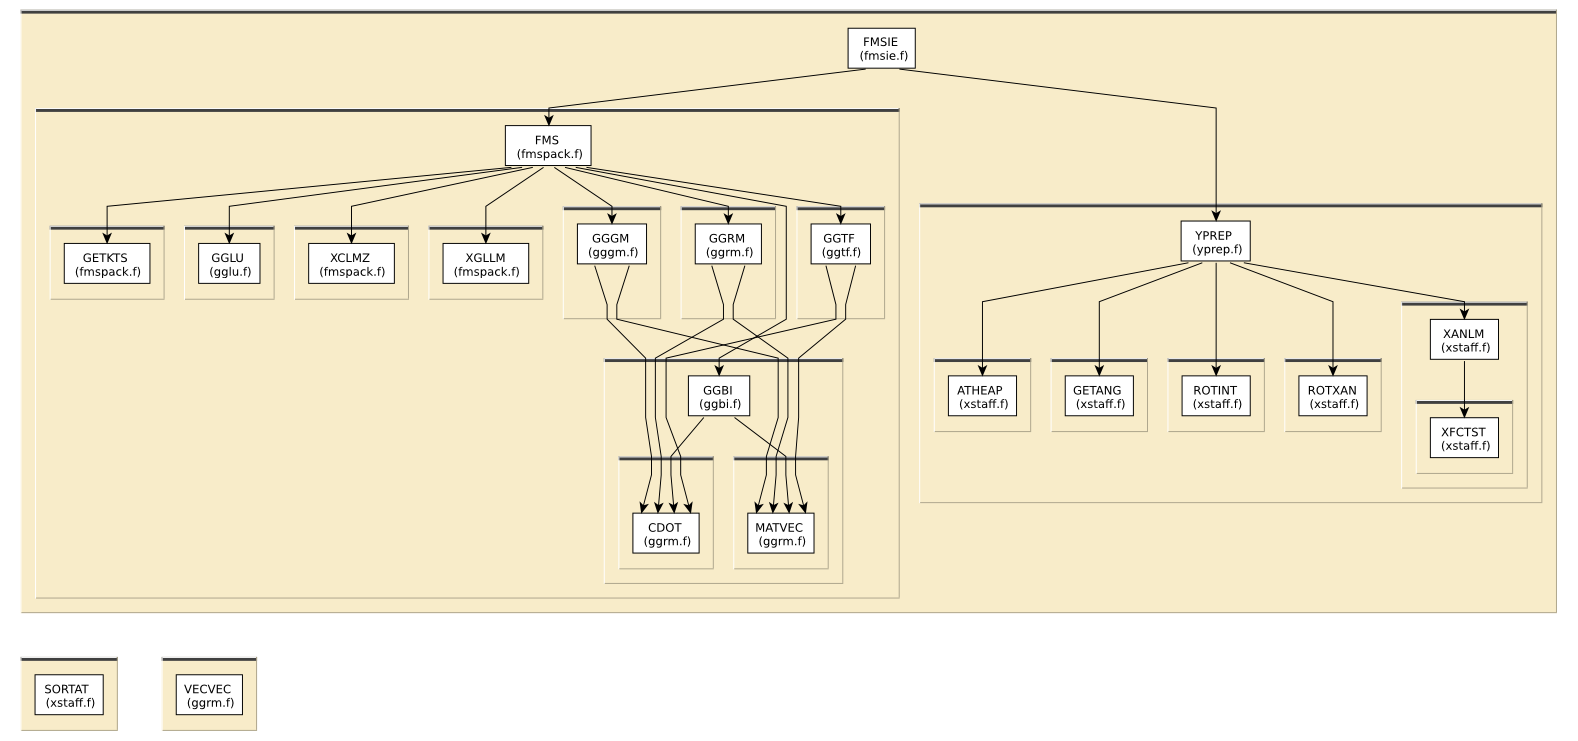 FMSIE
(fmsie.f)
FMS
(fmspack.f)
GETKTS
(fmspack.f)
GGLU
(gglu.f)
XCLMZ
(fmspack.f)
XGLLM
(fmspack.f)
GGGM
(gggm.f)
GGRM
(ggrm.f)
GGTF
(ggtf.f)
YPREP
(yprep.f)
XANLM
(xstaff.f)
GGBI
(ggbi.f)
ATHEAP
(xstaff.f)
GETANG
(xstaff.f)
ROTINT
(xstaff.f)
ROTXAN
(xstaff.f)
XFCTST
(xstaff.f)
CDOT
(ggrm.f)
MATVEC
(ggrm.f)
SORTAT
(xstaff.f)
VECVEC
(ggrm.f)